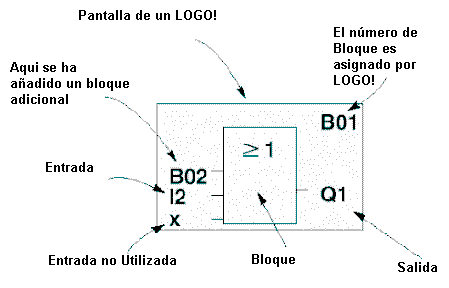 Pantalla de un LOGO!
El número de
Bloque es
asignado por
LOGO!
Aqui se ha
añadido un bloque
adicional
B01
≥ 1
Entrada
B02
I2
x
Q1
Entrada no Utilizada
Bloque
Salida